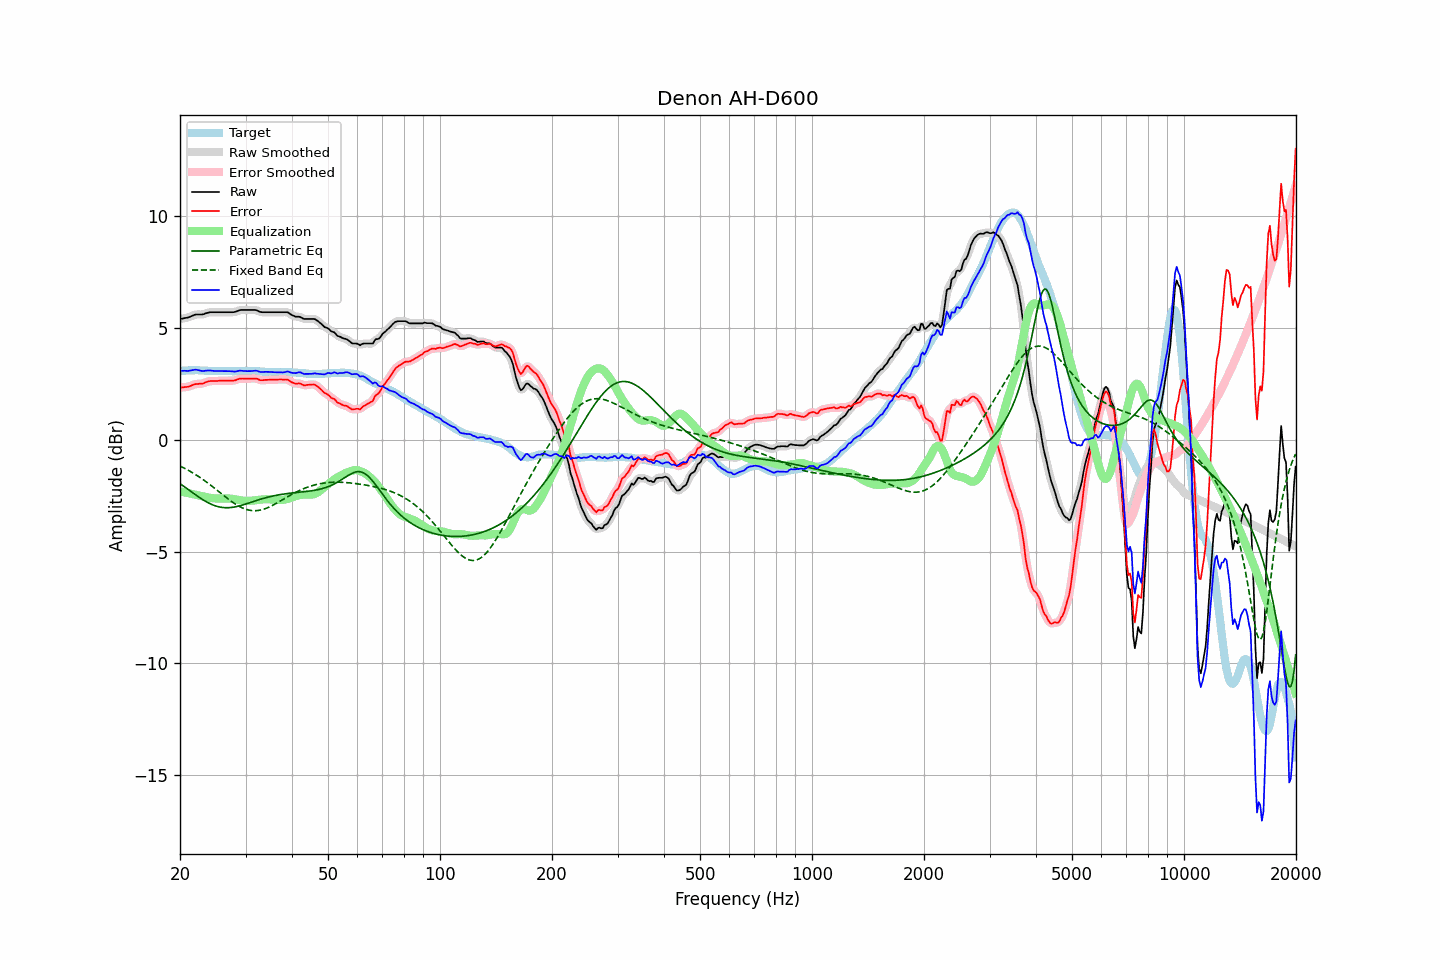 Denon AH-D600
Target
Raw Smoothed
Error Smoothed
Raw
Error
Equalization
Parametric Eq
Fixed Band Eq
Equalized
10
5
0
−5
−10
−15
Amplitude (dBr)
20 50 100 200 500 1000 2000 5000 10000 20000
Frequency (Hz)